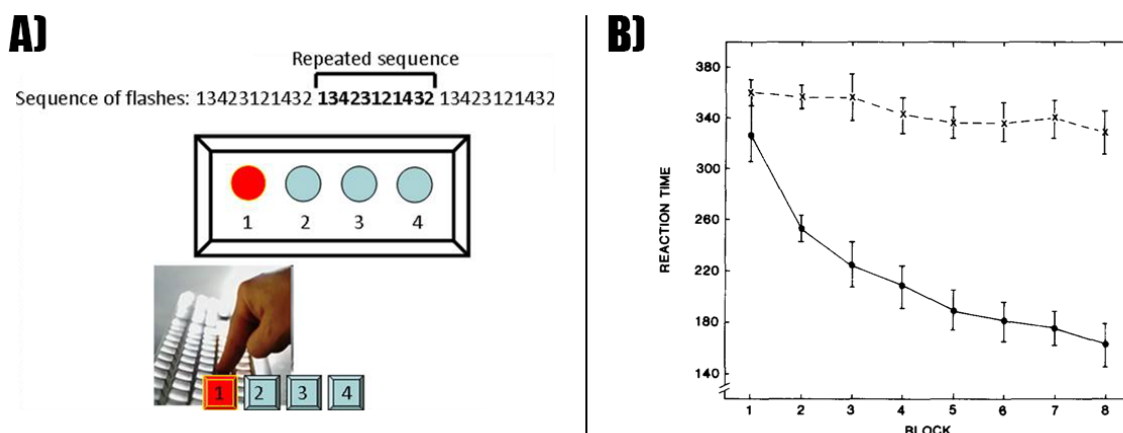 A)
Repeated sequence
Sequence of flashes: 13423121432 13423121432 13423121432
1 2 3 4
1 2 3 4
B)
380
340
300
260
220
180
140
REACTION TIME
1 2 3 4 5 6 7 8
BLOCK